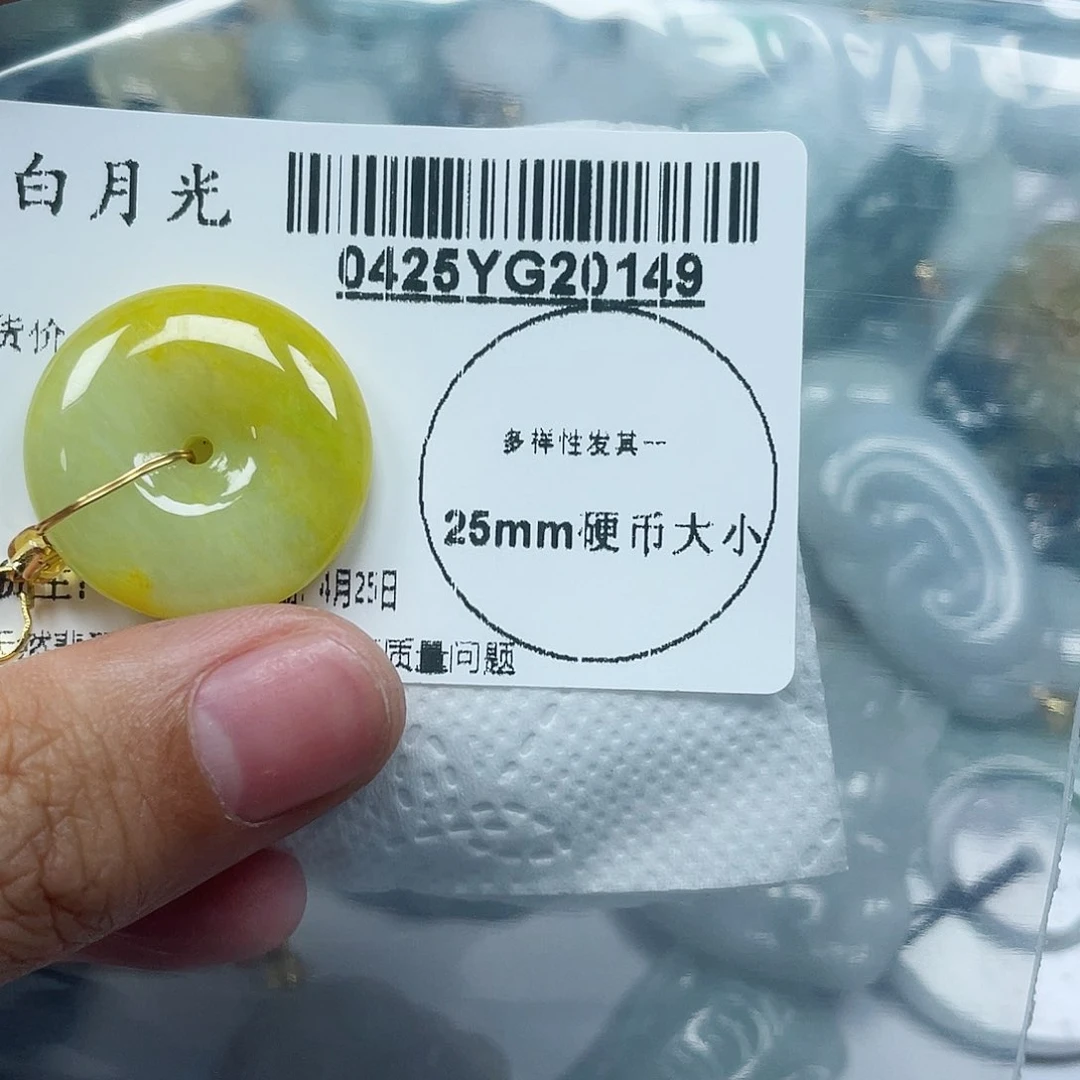 白月光
0425YG20149
货价
多样性发其一
25mm硬币大小
4月25日
质量问题